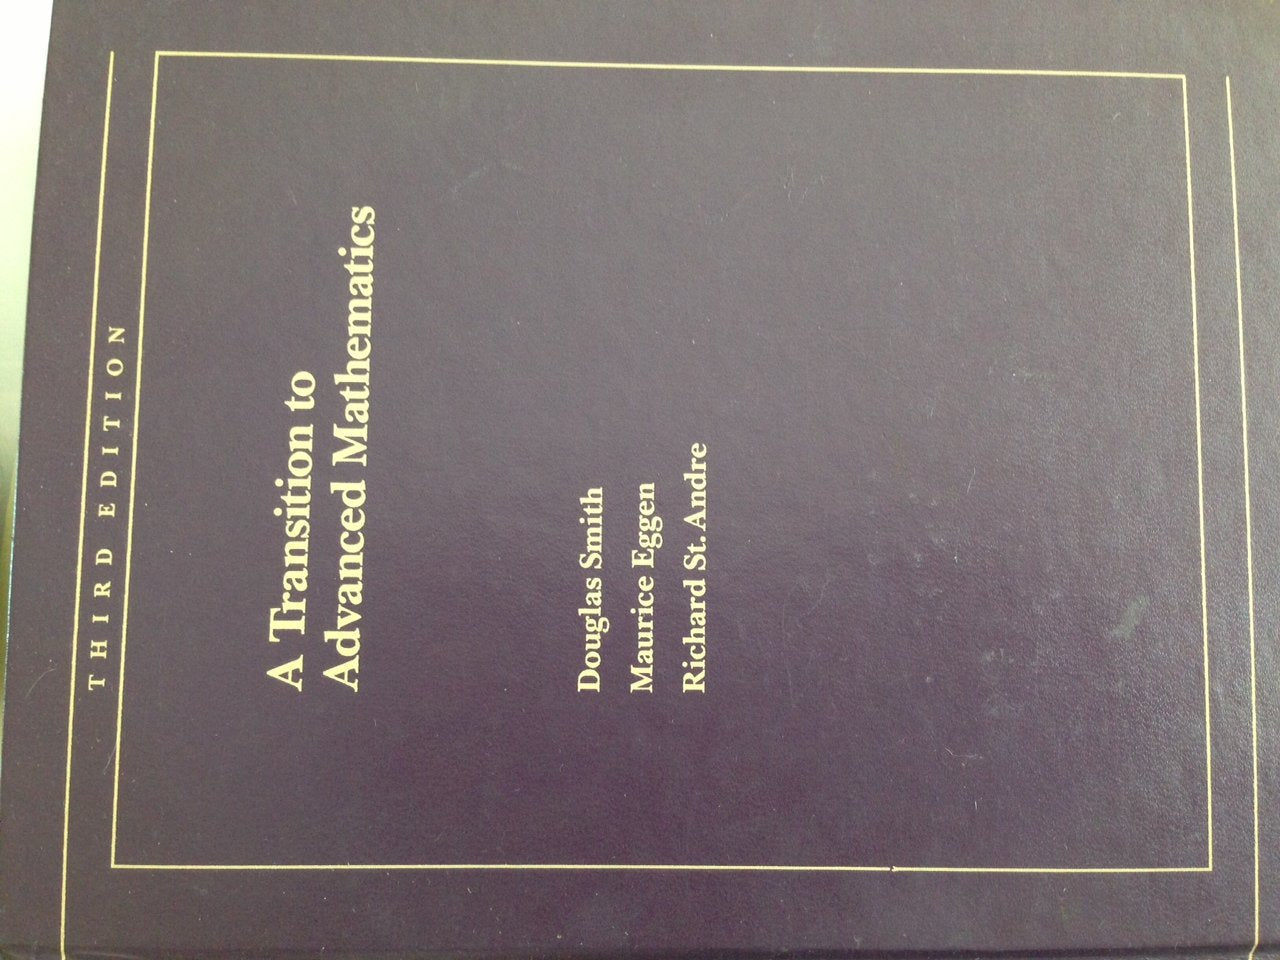 THIRD EDITION
A Transition to
Advanced Mathematics
Douglas Smith
Maurice Eggen
Richard St. Andre